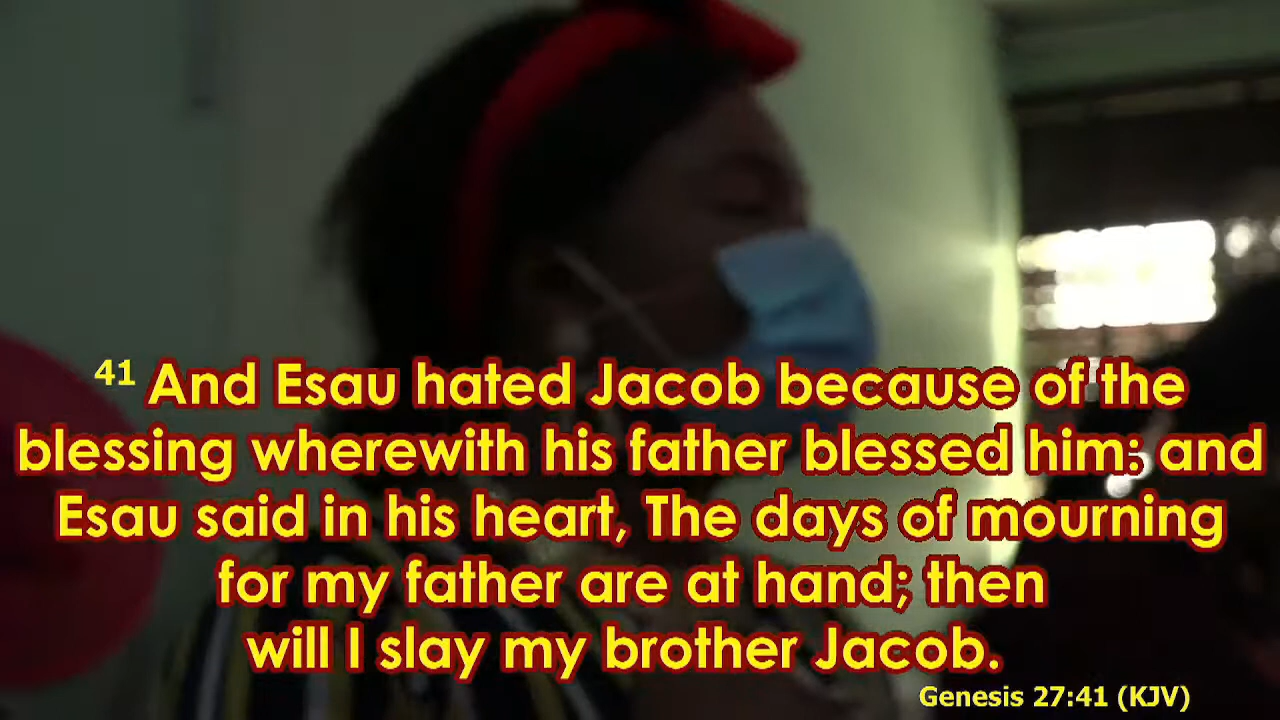 41 And Esau hated Jacob because of the
blessing wherewith his father blessed him: and
Esau said in his heart, The days of mourning
for my father are at hand; then
will I slay my brother Jacob.
Genesis 27:41 (KJV)